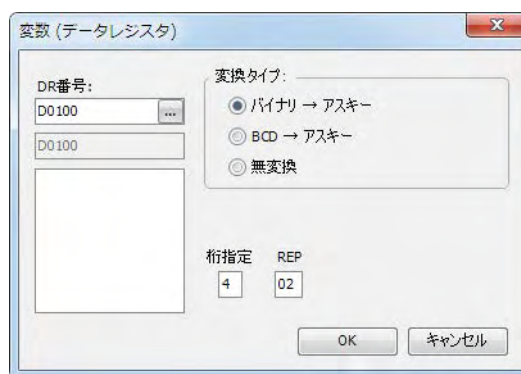 変数 (データレジスタ)
DR番号:
D0100
...
D0100
変換タイプ:
バイナリ → アスキー
BCD → アスキー
無変換
桁指定 REP
4 02
OK キャンセル